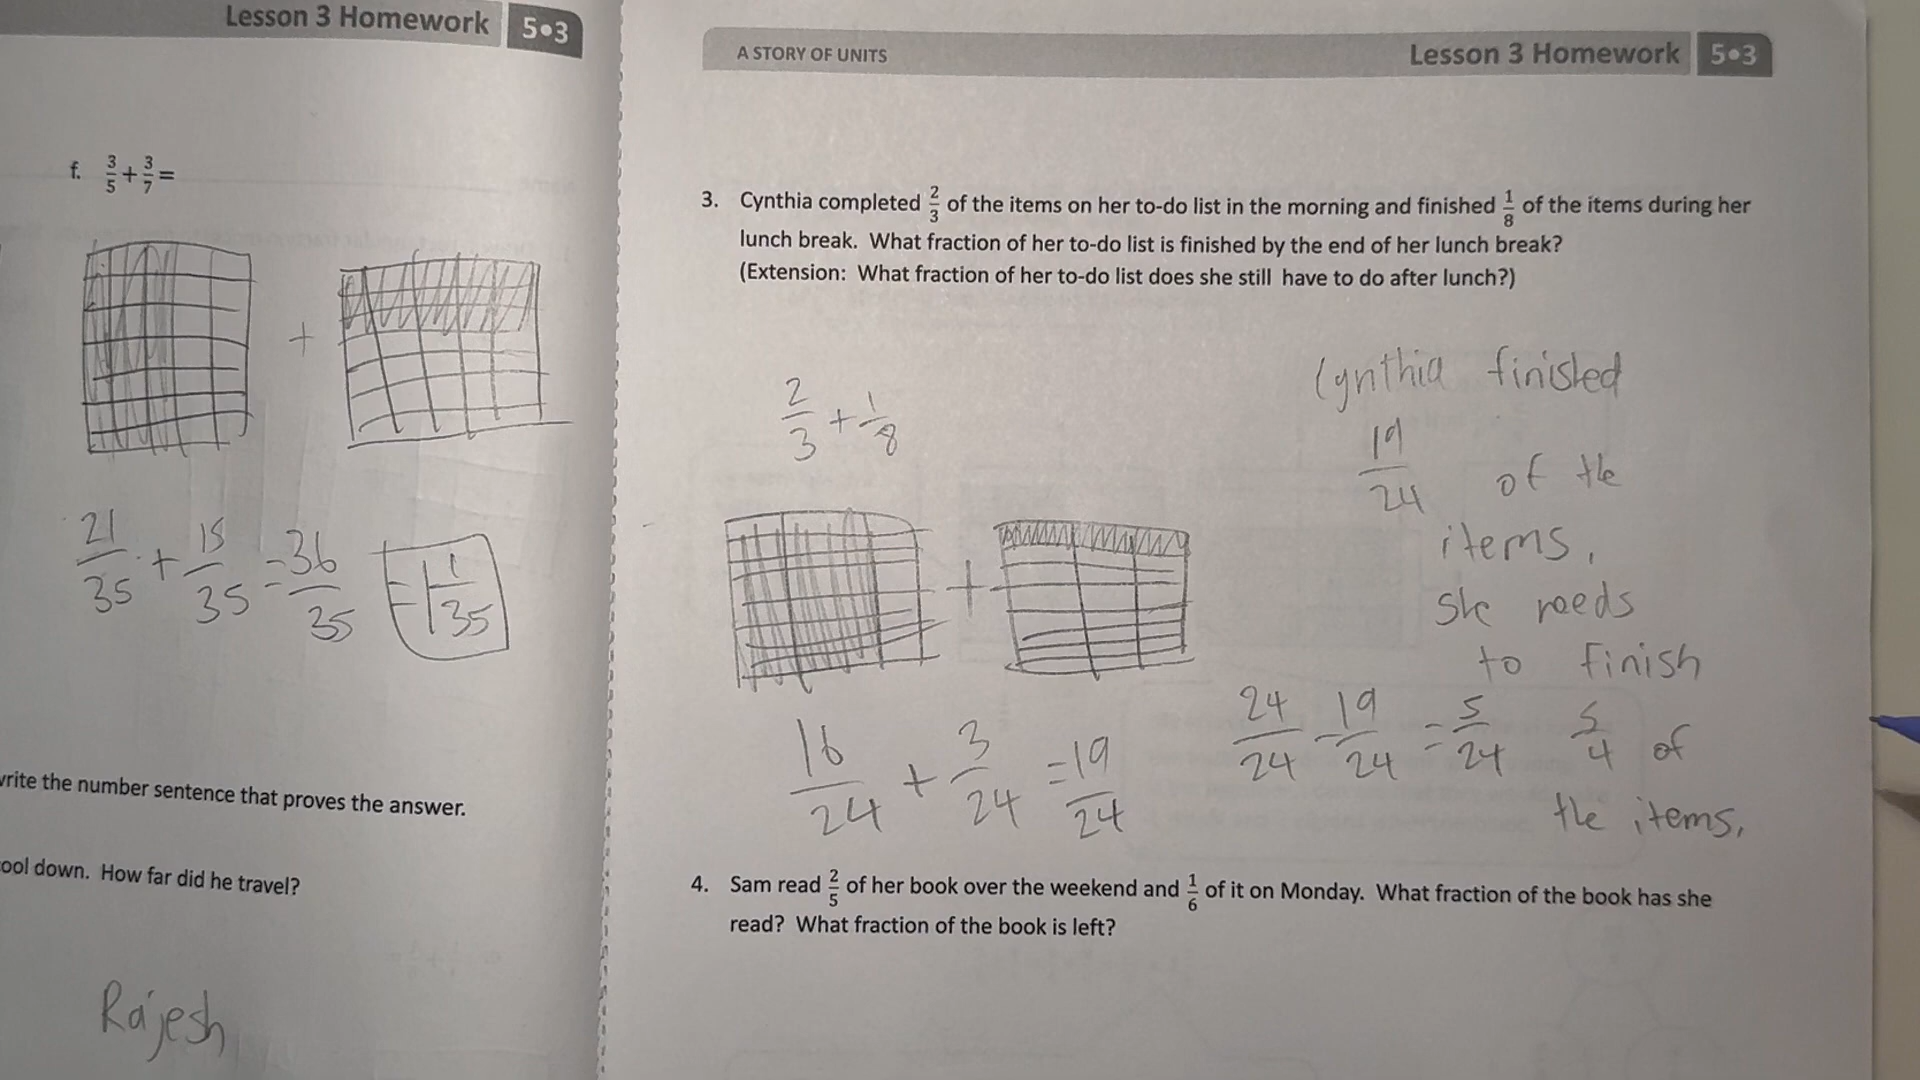 Lesson 3 Homework 5•3
f. 3/5 + 3/7 =
+
21/35 + 15/35 = 36/35 = 1 1/35
write the number sentence that proves the answer.
ool down. How far did he travel?
Rajesh
A STORY OF UNITS Lesson 3 Homework 5•3
3. Cynthia completed 2/3 of the items on her to-do list in the morning and finished 1/8 of the items during her
lunch break. What fraction of her to-do list is finished by the end of her lunch break?
(Extension: What fraction of her to-do list does she still have to do after lunch?)
2/3 + 1/8
+
16/24 + 3/24 = 19/24
24/24 - 19/24 = 5/24
Cynthia finished
19/24 of the
items,
She needs
to finish
5/4 of
the items,
4. Sam read 2/5 of her book over the weekend and 1/6 of it on Monday. What fraction of the book has she
read? What fraction of the book is left?